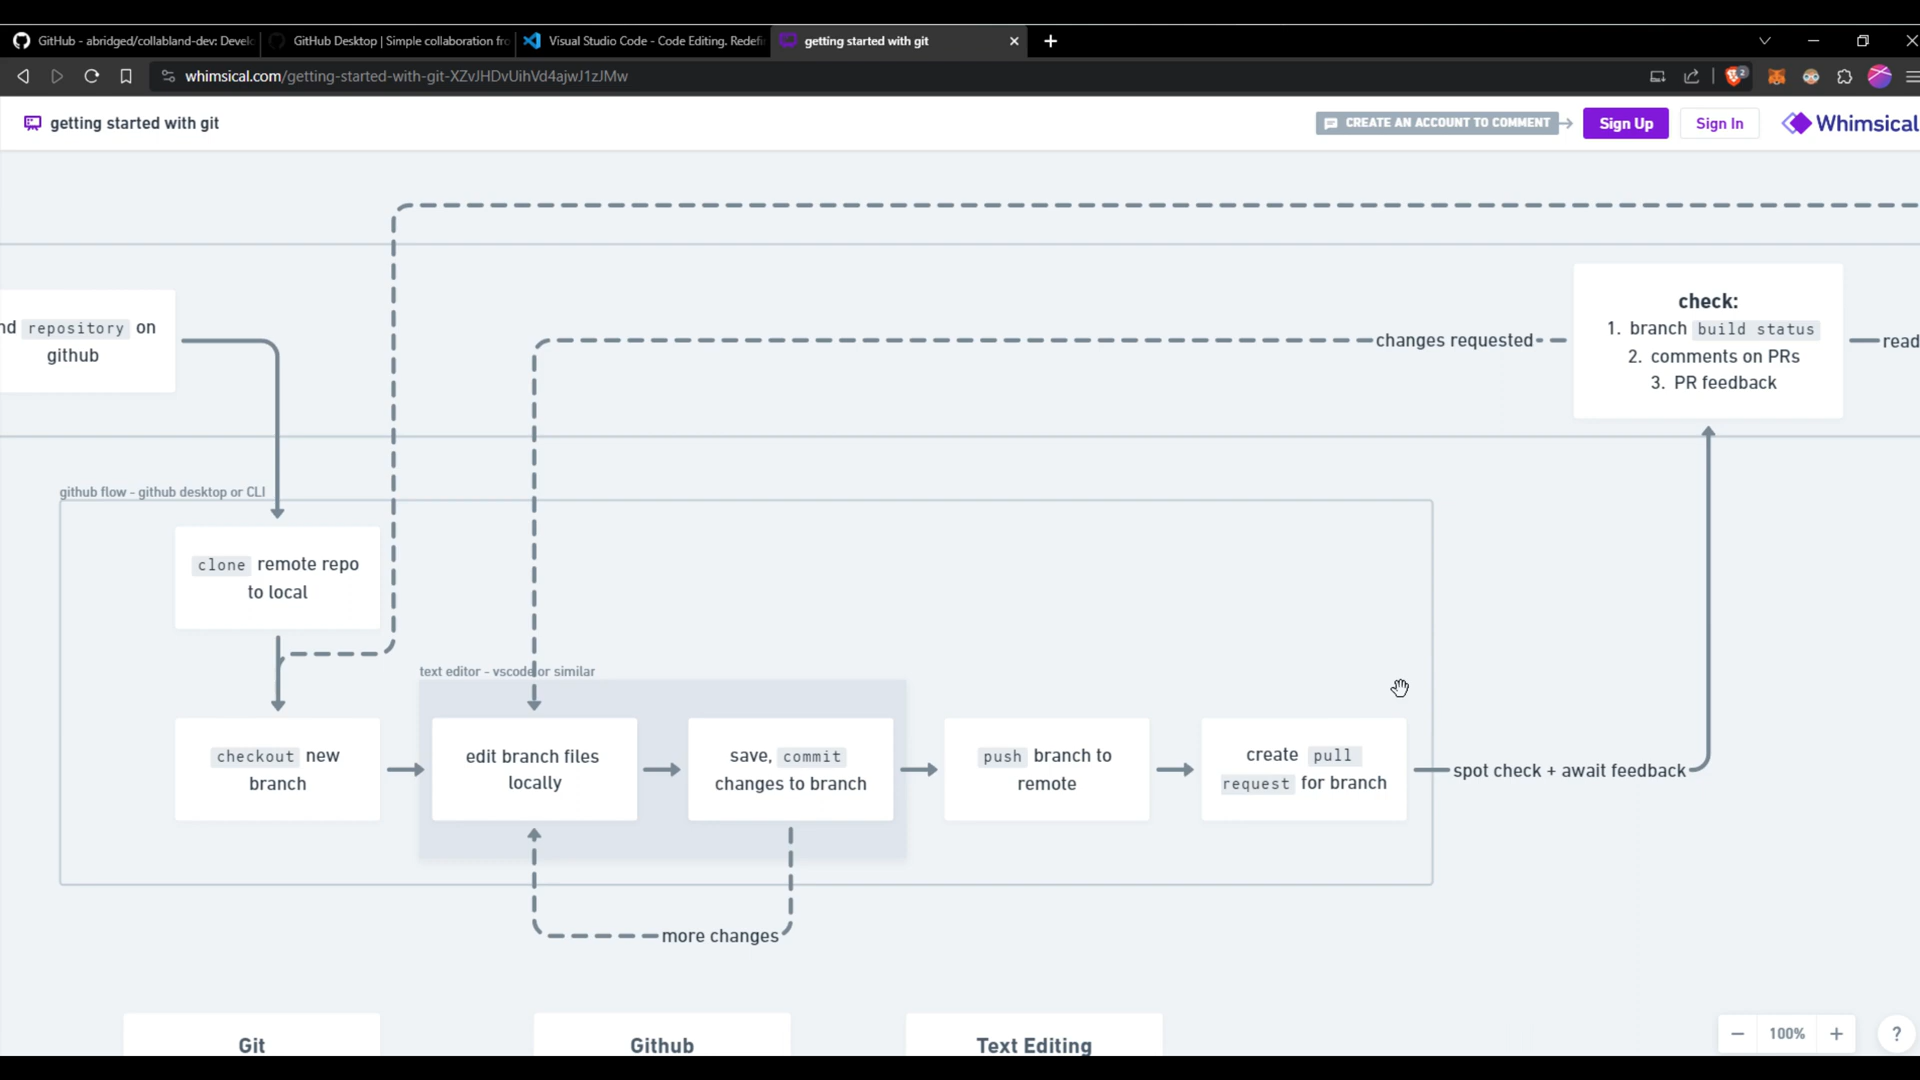 GitHub - abridged/collabland-dev: Devel
GitHub Desktop | Simple collaboration fro
Visual Studio Code - Code Editing. Redefi
getting started with git
whimsical.com/getting-started-with-git-XZvJHDvUihVd4ajwJ1zJMw
2
getting started with git
CREATE AN ACCOUNT TO COMMENT
Sign Up
Sign In
Whimsical
nd repository on
github
changes requested
check:
1. branch build status
2. comments on PRs
3. PR feedback
read
github flow - github desktop or CLI
clone remote repo
to local
text editor - vscode or similar
checkout new
branch
edit branch files
locally
save, commit
changes to branch
push branch to
remote
create pull
request for branch
spot check + await feedback
more changes
Git
Github
Text Editing
100%
?